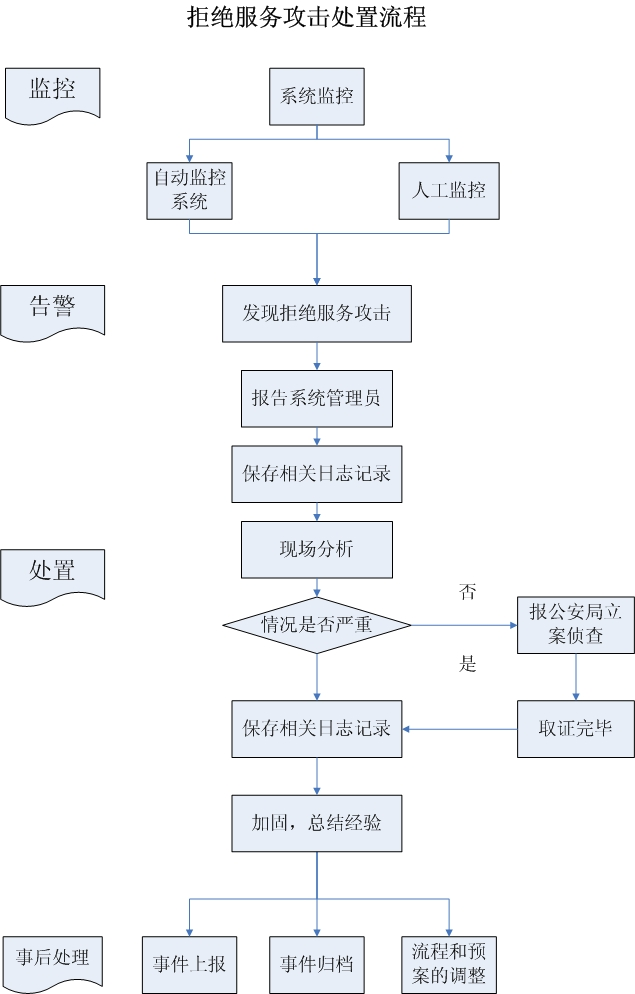 拒绝服务攻击处置流程
监控
系统监控
自动监控
系统
人工监控
告警
发现拒绝服务攻击
报告系统管理员
保存相关日志记录
现场分析
处置
否
情况是否严重
报公安局立
案侦查
是
保存相关日志记录
取证完毕
加固，总结经验
事后处理
事件上报
事件归档
流程和预
案的调整